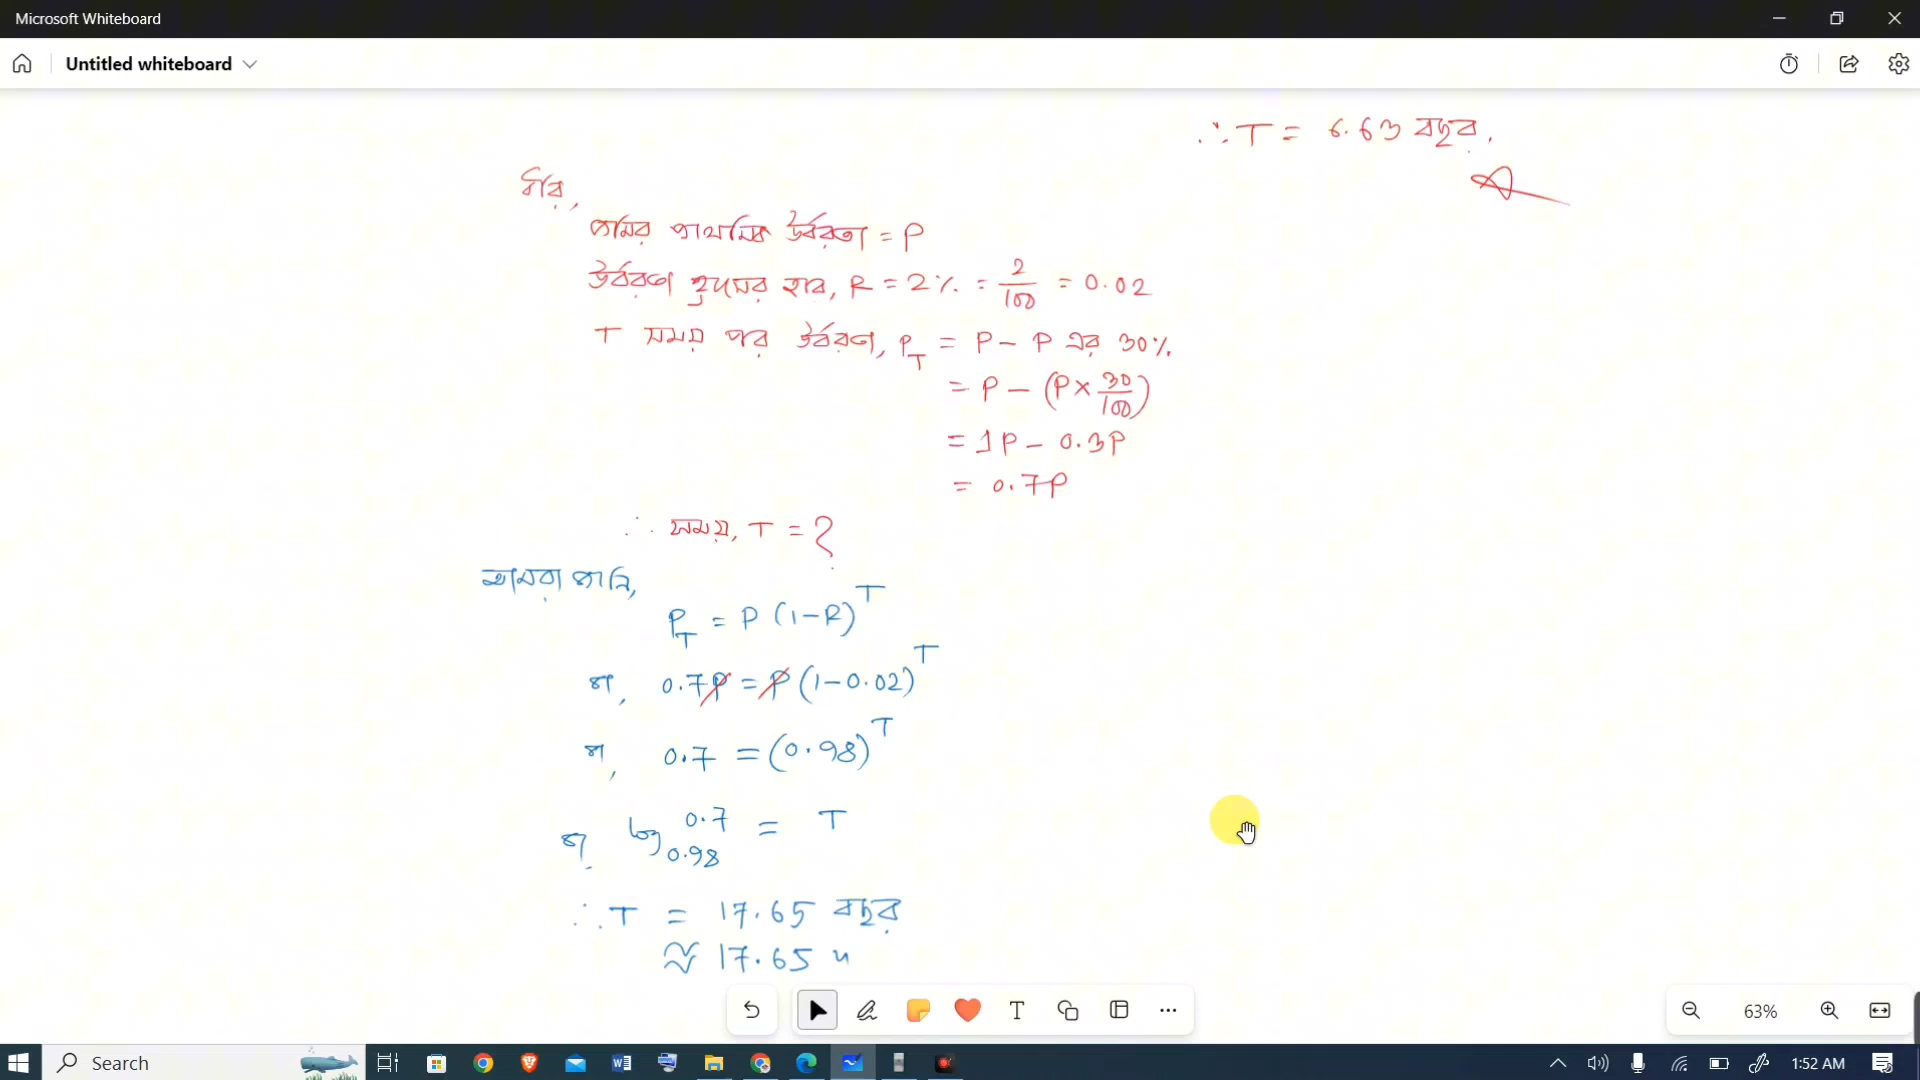 Microsoft Whiteboard
Untitled whiteboard
∴ T = 6.63 বছর.
ধরি,
জমির প্রাথমিক উর্বরতা = P
উর্বরতা হ্রাসের হার, R = 2% = 2/100 = 0.02
T সময় পর উর্বরতা, P_T = P - P এর 30%
= P - (P × 30/100)
= 1P - 0.3P
= 0.7P
∴ সময়, T = ?
আমরা জানি,
P_T = P (1-R)^T
বা, 0.7P = P (1-0.02)^T
বা, 0.7 = (0.98)^T
বা, log_0.98 0.7 = T
∴ T = 17.65 বছর
≈ 17.65 "
63%
Search
1:52 AM